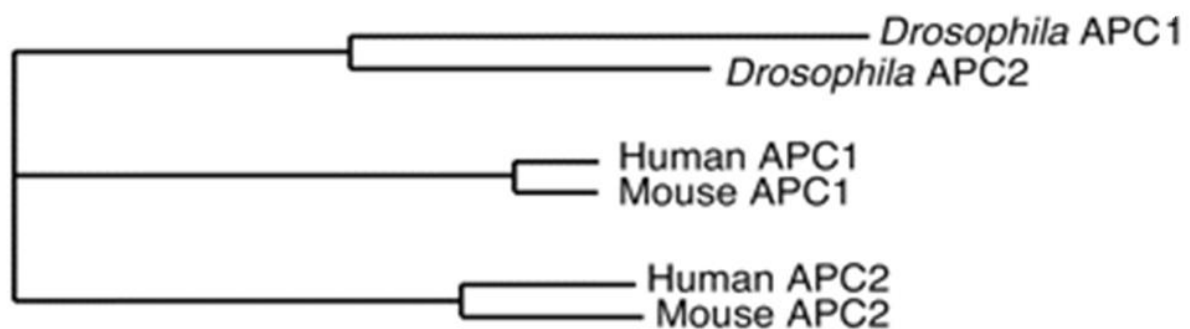 Drosophila APC1
Drosophila APC2
Human APC1
Mouse APC1
Human APC2
Mouse APC2